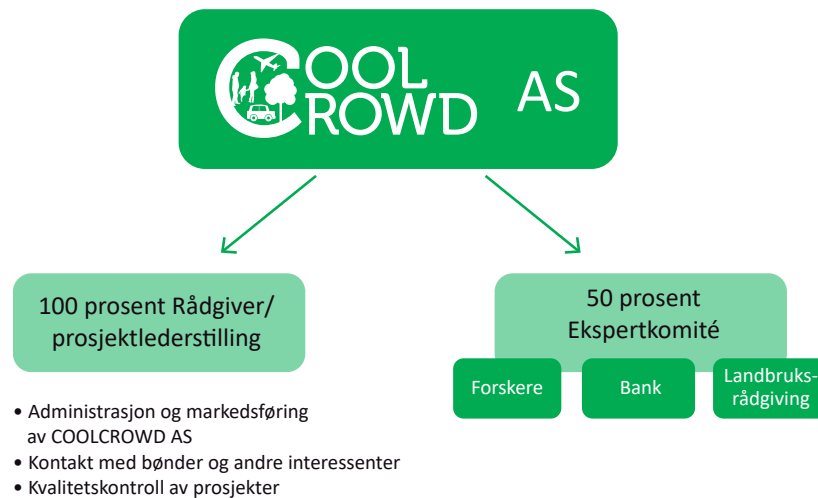 COOL
CROWD AS
100 prosent Rådgiver/
prosjektlederstilling
• Administrasjon og markedsføring
av COOLCROWD AS
• Kontakt med bønder og andre interessenter
• Kvalitetskontroll av prosjekter
50 prosent
Ekspertkomité
Forskere
Bank
Landbruks-
rådgiving